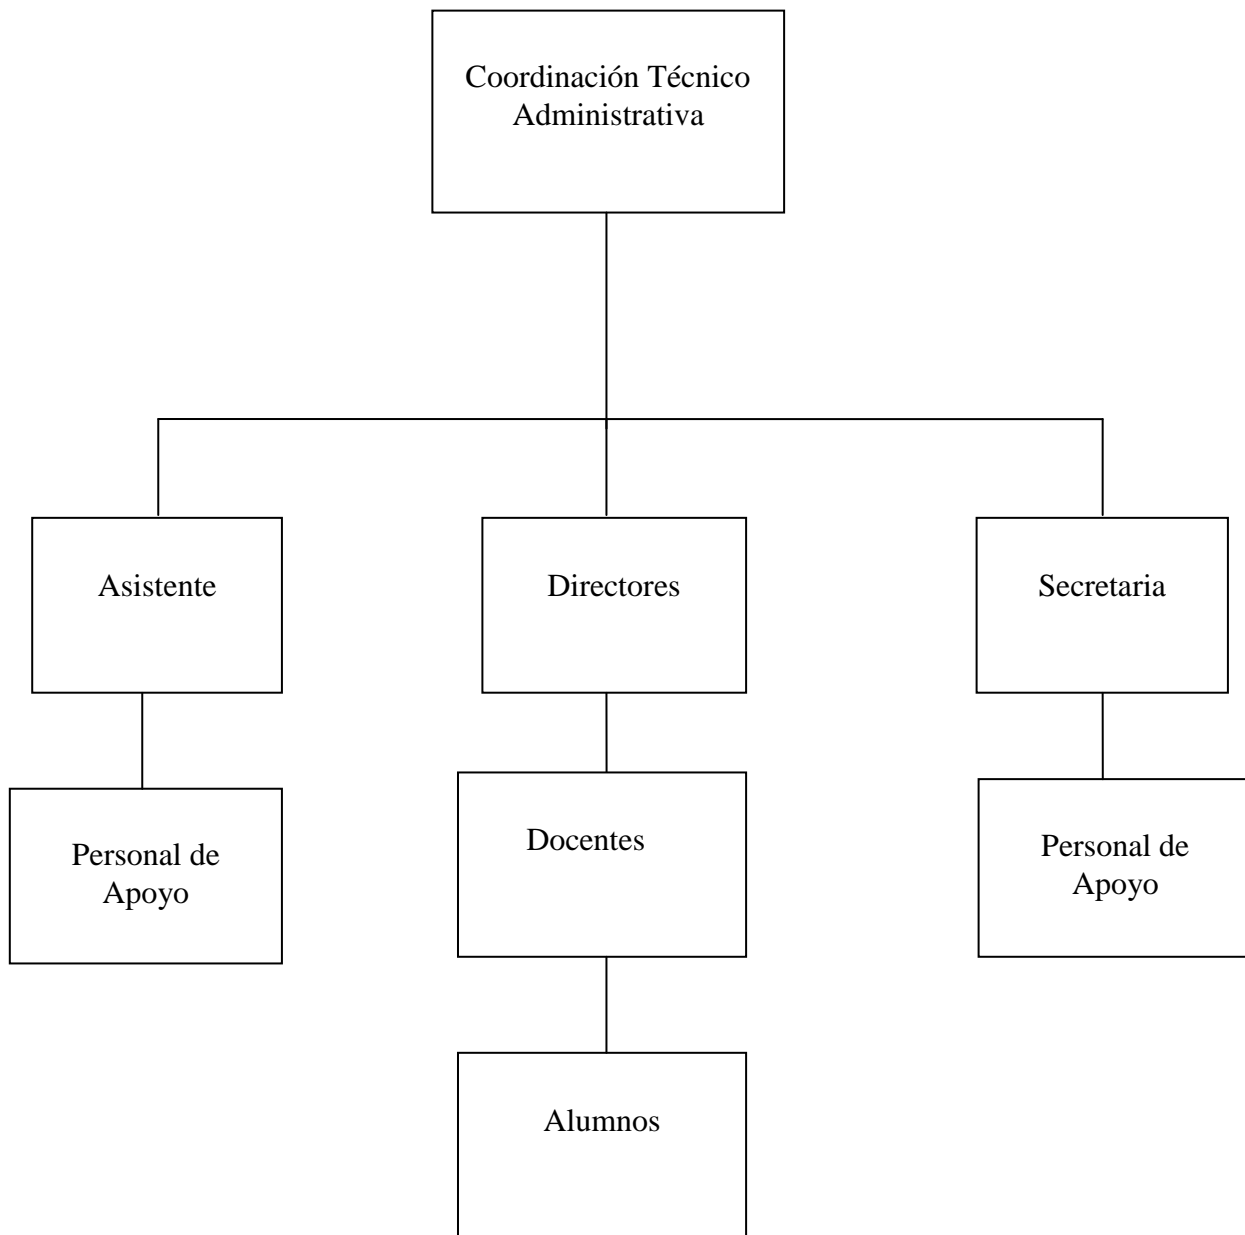 Coordinación Técnico
Administrativa
Asistente
Directores
Secretaria
Personal de
Apoyo
Docentes
Personal de
Apoyo
Alumnos